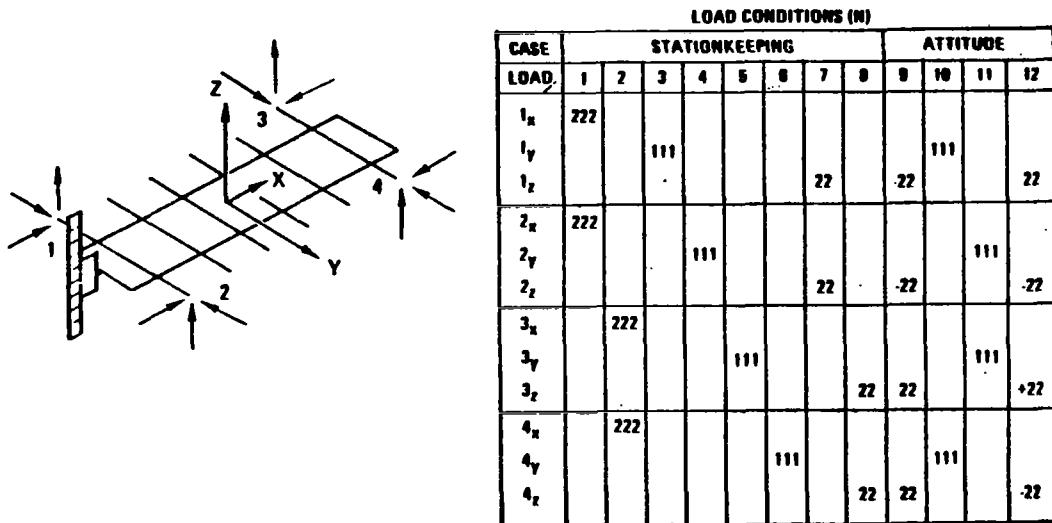 LOAD CONDITIONS (N)
CASE STATIONKEEPING ATTITUDE
LOAD 1 2 3 4 5 6 7 8 9 10 11 12
1x 222
1y 111 111
1z 22 -22 22
2x 222
2y 111 111
2z 22 -22 -22
3x 222
3y 111 111
3z 22 22 +22
4x 222
4y 111 111
4z 22 22 -22
Z
3
X
4
1
Y
2